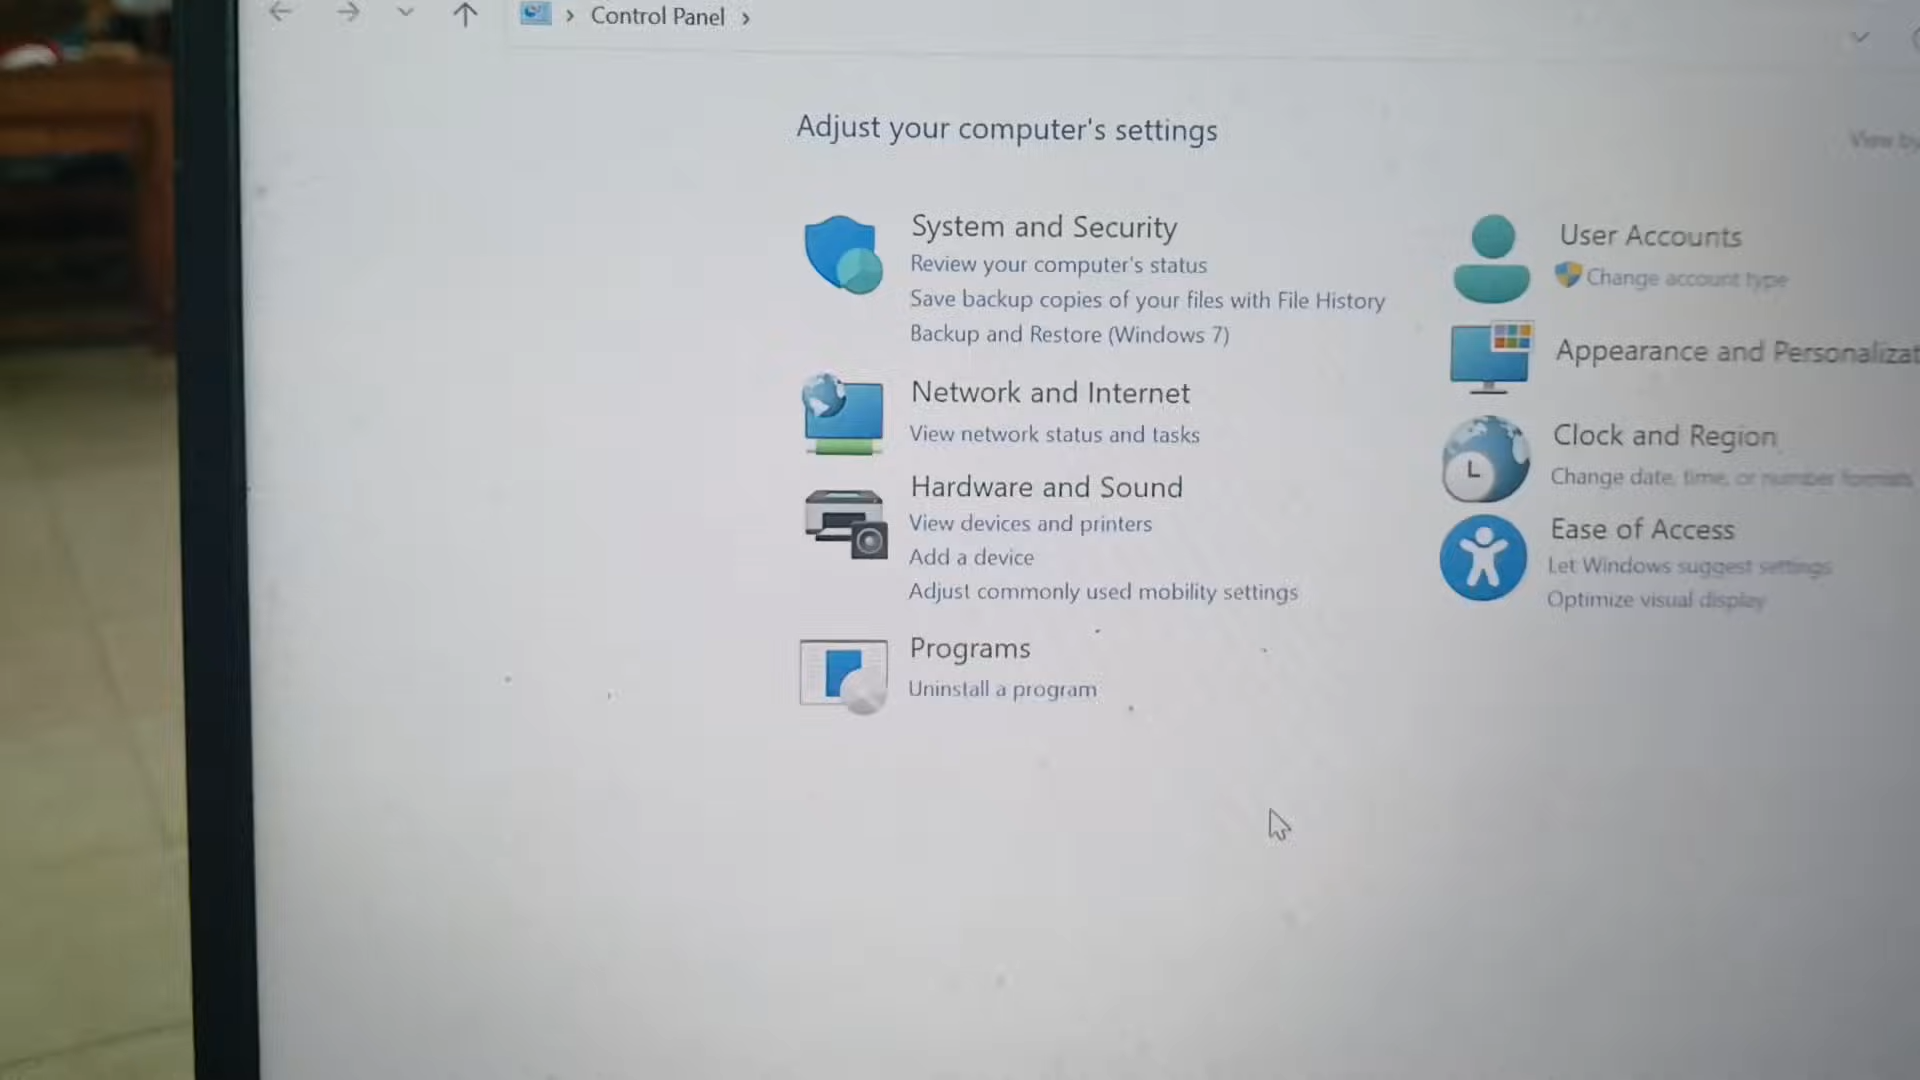 Control Panel
Adjust your computer's settings
View by
System and Security
Review your computer's status
Save backup copies of your files with File History
Backup and Restore (Windows 7)
Network and Internet
View network status and tasks
Hardware and Sound
View devices and printers
Add a device
Adjust commonly used mobility settings
Programs
Uninstall a program
User Accounts
Change account type
Appearance and Personalizat
Clock and Region
Change date, time, or number formats
Ease of Access
Let Windows suggest settings
Optimize visual display